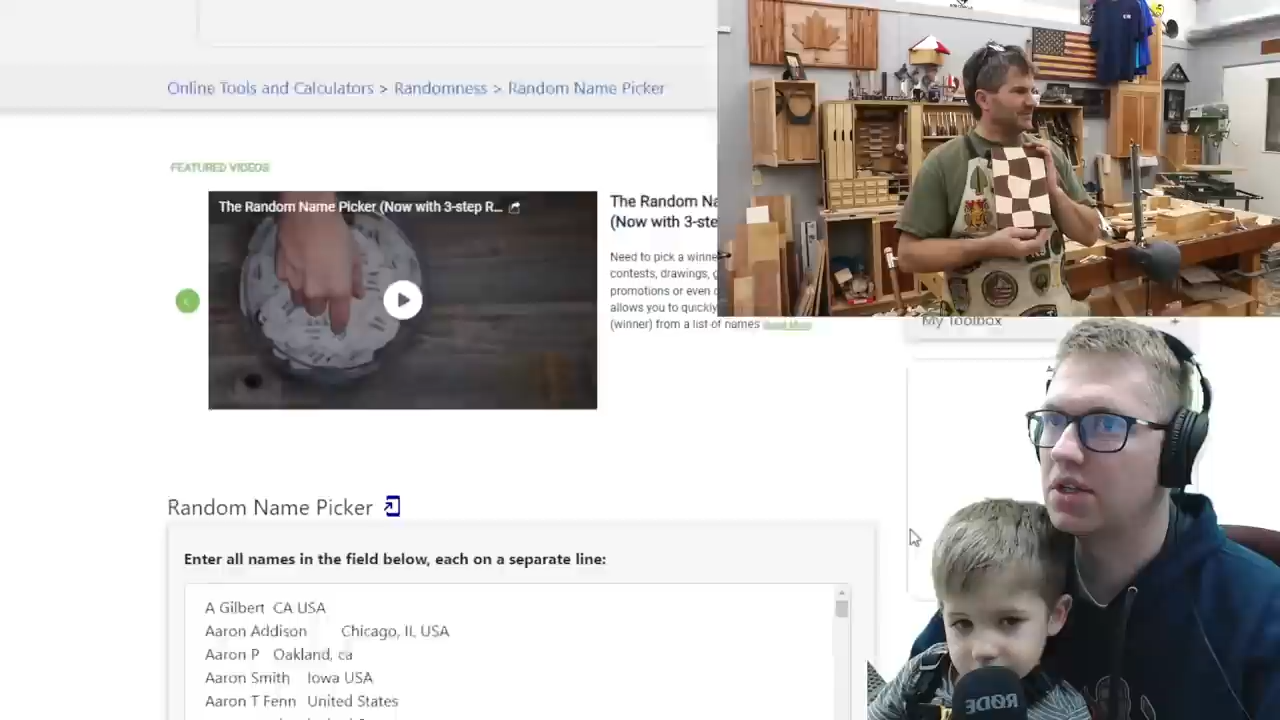 Online Tools and Calculators > Randomness > Random Name Picker
FEATURED VIDEOS
The Random Name Picker (Now with 3-step R...
The Random Na
(Now with 3-ste
Need to pick a winne
contests, drawings, g
promotions or even
allows you to quickly
(winner) from a list of names Read More
My Toolbox
Random Name Picker
Enter all names in the field below, each on a separate line:
A Gilbert CA USA
Aaron Addison Chicago, IL USA
Aaron P Oakland, ca
Aaron Smith Iowa USA
Aaron T Fenn United States
RØDE